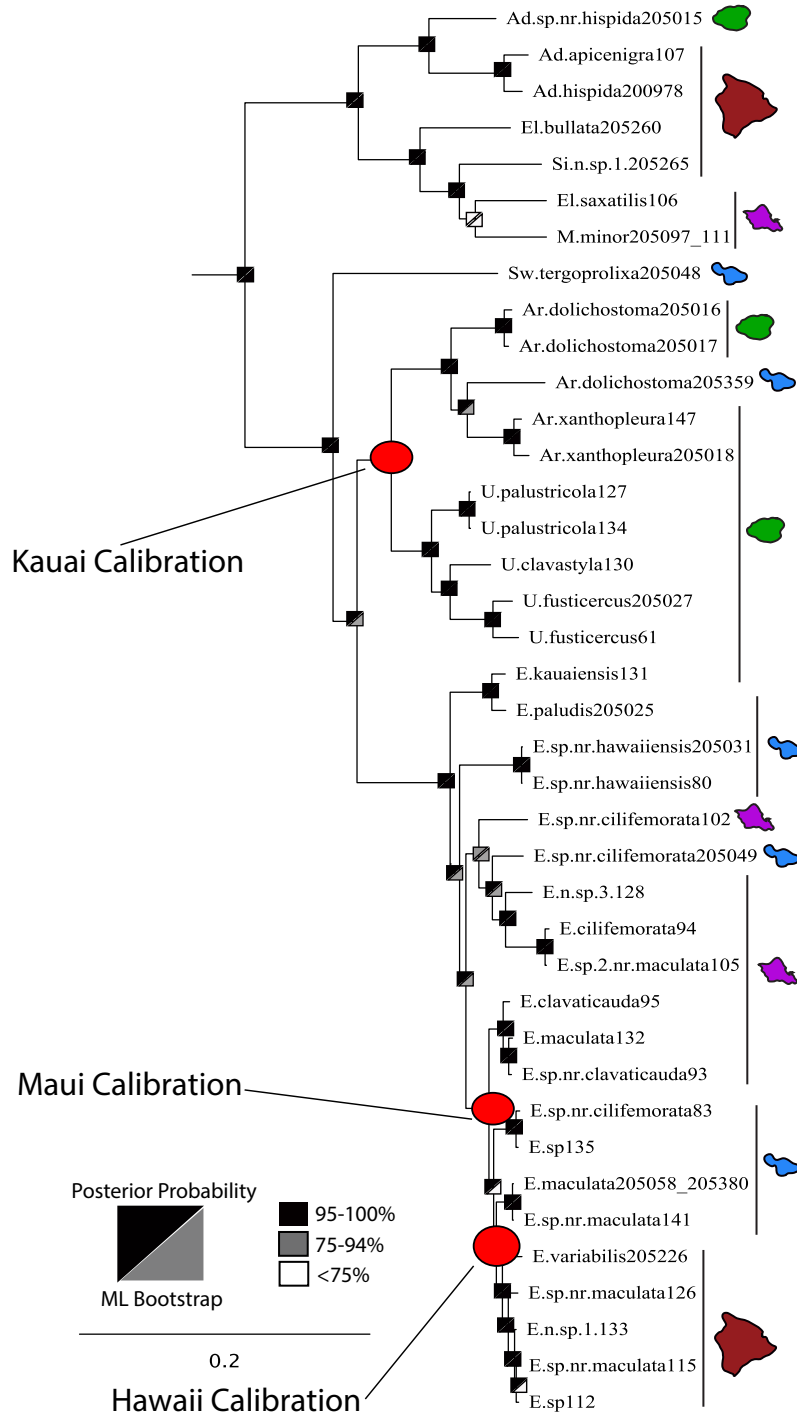 Ad.sp.nr.hispida205015
Ad.apicenigra107
Ad.hispida200978
El.bullata205260
Si.n.sp.1.205265
El.saxatilis106
M.minor205097_111
Sw.tergoprolixa205048
Ar.dolichostoma205016
Ar.dolichostoma205017
Ar.dolichostoma205359
Ar.xanthopleura147
Ar.xanthopleura205018
U.palustricola127
U.palustricola134
Kauai Calibration
U.clavastyla130
U.fusticercus205027
U.fusticercus61
E.kauaiensis131
E.paludis205025
E.sp.nr.hawaiiensis205031
E.sp.nr.hawaiiensis80
E.sp.nr.cilifemorata102
E.sp.nr.cilifemorata205049
E.n.sp.3.128
E.cilifemorata94
E.sp.2.nr.maculata105
E.clavaticauda95
E.maculata132
E.sp.nr.clavaticauda93
Maui Calibration
E.sp.nr.cilifemorata83
E.sp135
E.maculata205058_205380
E.sp.nr.maculata141
E.variabilis205226
E.sp.nr.maculata126
E.n.sp.1.133
E.sp.nr.maculata115
E.sp112
Posterior Probability
ML Bootstrap
95-100%
75-94%
<75%
0.2
Hawaii Calibration